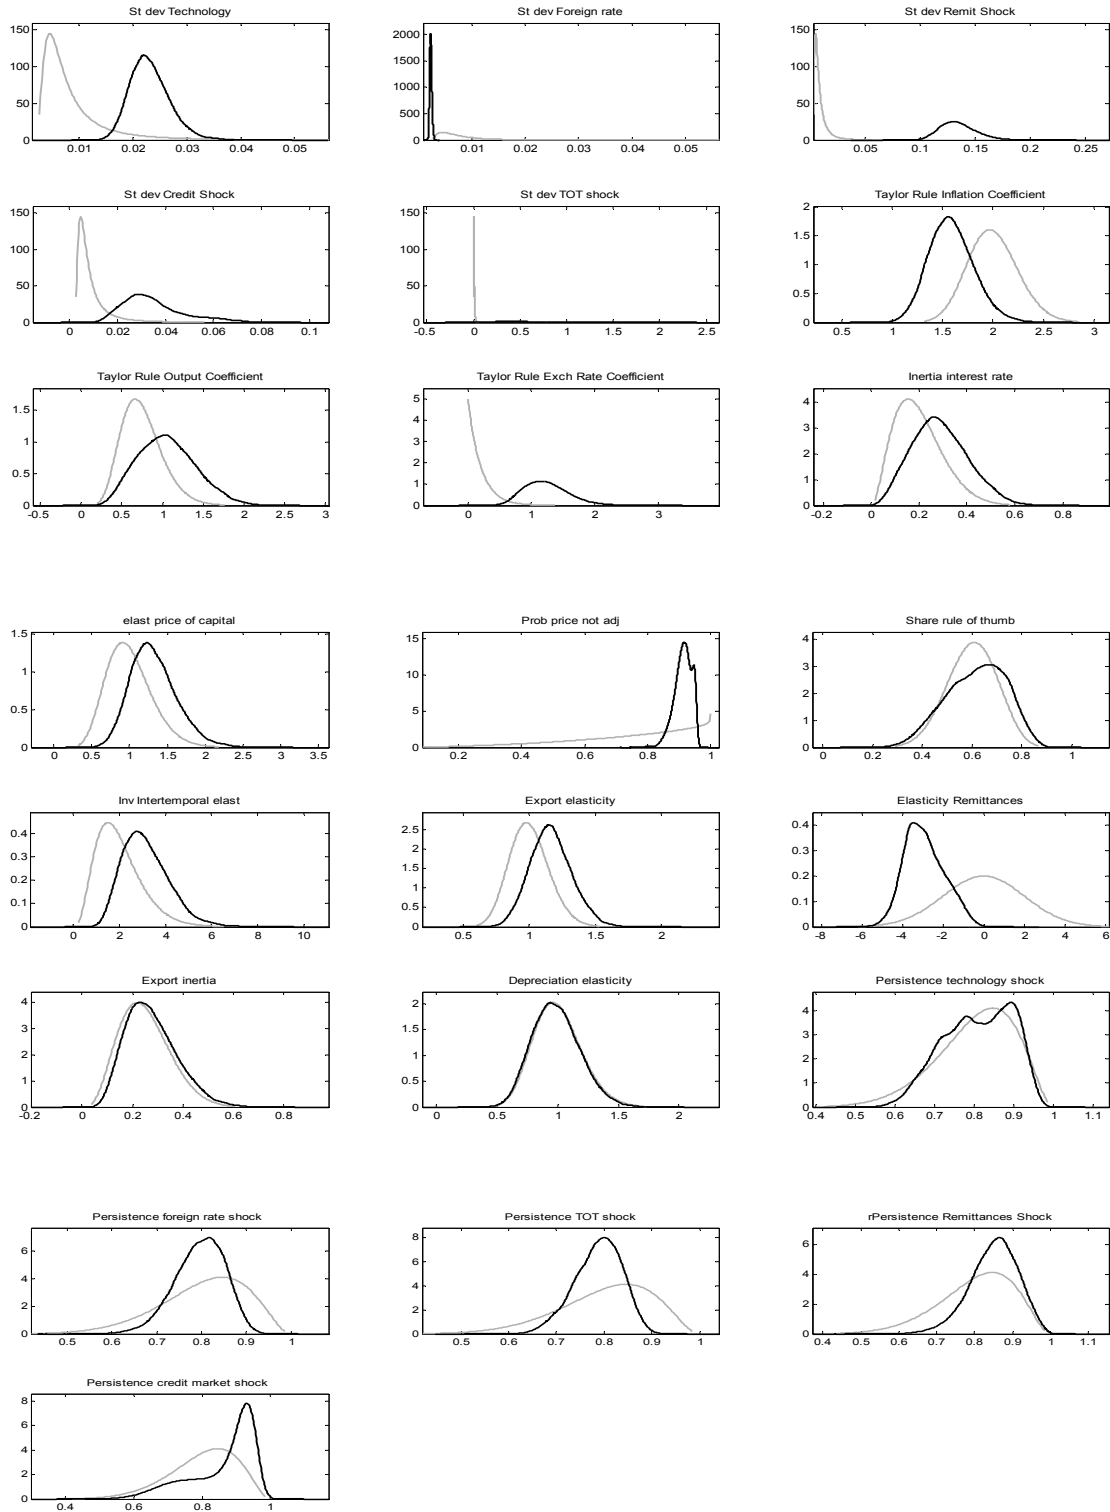 St dev Technology
150
100
50
0
0.01 0.02 0.03 0.04 0.05
St dev Foreign rate
2000
1500
1000
500
0
0.01 0.02 0.03 0.04 0.05
St dev Remit Shock
150
100
50
0
0.05 0.1 0.15 0.2 0.25
St dev Credit Shock
150
100
50
0
0 0.02 0.04 0.06 0.08 0.1
St dev TOT shock
150
100
50
0
-0.5 0 0.5 1 1.5 2 2.5
Taylor Rule Inflation Coefficient
2
1.5
1
0.5
0
0.5 1 1.5 2 2.5 3
Taylor Rule Output Coefficient
1.5
1
0.5
0
-0.5 0 0.5 1 1.5 2 2.5 3
Taylor Rule Exch Rate Coefficient
5
4
3
2
1
0
0 1 2 3
Inertia interest rate
4
3
2
1
0
-0.2 0 0.2 0.4 0.6 0.8
elast price of capital
1.5
1
0.5
0
0 0.5 1 1.5 2 2.5 3 3.5
Prob price not adj
15
10
5
0
0.2 0.4 0.6 0.8 1
Share rule of thumb
4
3
2
1
0
0 0.2 0.4 0.6 0.8 1
Inv Intertemporal elast
0.4
0.3
0.2
0.1
0
0 2 4 6 8 10
Export elasticity
2.5
2
1.5
1
0.5
0
0.5 1 1.5 2
Elasticity Remittances
0.4
0.3
0.2
0.1
0
-8 -6 -4 -2 0 2 4 6
Export inertia
4
3
2
1
0
-0.2 0 0.2 0.4 0.6 0.8
Depreciation elasticity
2
1.5
1
0.5
0
0 0.5 1 1.5 2
Persistence technology shock
4
3
2
1
0
0.4 0.5 0.6 0.7 0.8 0.9 1 1.1
Persistence foreign rate shock
6
4
2
0
0.5 0.6 0.7 0.8 0.9 1
Persistence TOT shock
8
6
4
2
0
0.5 0.6 0.7 0.8 0.9 1
rPersistence Remittances Shock
6
4
2
0
0.4 0.5 0.6 0.7 0.8 0.9 1 1.1
Persistence credit market shock
8
6
4
2
0
0.4 0.6 0.8 1